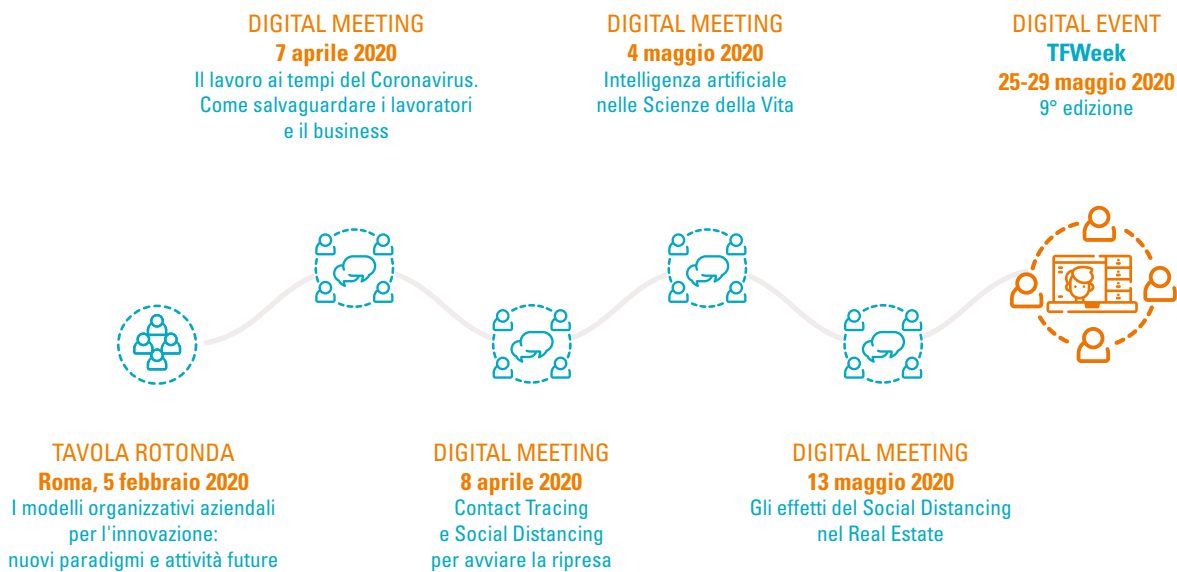 DIGITAL MEETING
7 aprile 2020
Il lavoro ai tempi del Coronavirus.
Come salvaguardare i lavoratori
e il business
DIGITAL MEETING
4 maggio 2020
Intelligenza artificiale
nelle Scienze della Vita
DIGITAL EVENT
TFWeek
25-29 maggio 2020
9° edizione
TAVOLA ROTONDA
Roma, 5 febbraio 2020
I modelli organizzativi aziendali
per l'innovazione:
nuovi paradigmi e attività future
DIGITAL MEETING
8 aprile 2020
Contact Tracing
e Social Distancing
per avviare la ripresa
DIGITAL MEETING
13 maggio 2020
Gli effetti del Social Distancing
nel Real Estate